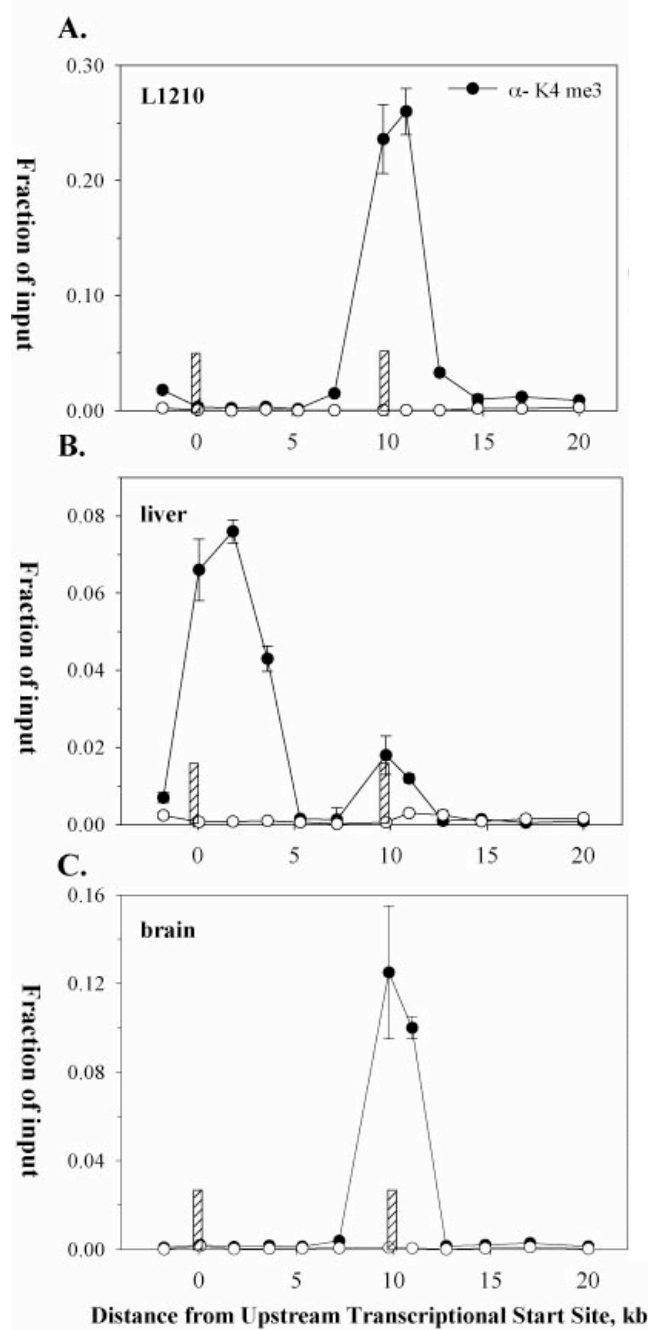 A.
0.30
L1210
α- K4 me3
0.20
0.10
0.00
Fraction of input
0 5 10 15 20
B.
liver
0.08
0.06
0.04
0.02
0.00
Fraction of input
0 5 10 15 20
C.
0.16
brain
0.12
0.08
0.04
0.00
Fraction of input
0 5 10 15 20
Distance from Upstream Transcriptional Start Site, kb